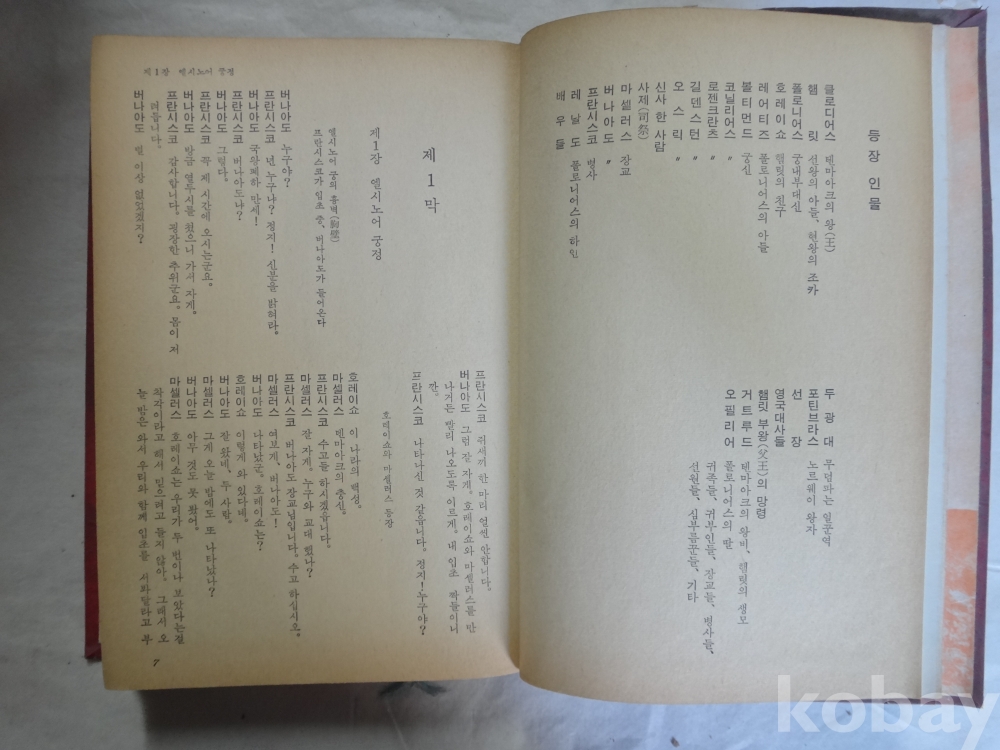 등장인물
클로디어스 덴마아크의 왕(王)
햄릿 선왕의 아들, 현왕의 조카
폴로니어스 궁내부대신
호레이쇼 햄릿의 친구
레어티즈 폴로니어스의 아들
볼티먼드 궁신
코닐리어스 〃
로젠크란츠 〃
길덴스턴 〃
오스릭 〃
신사 한 사람
사제(司祭)
마셀러스 장교
버나아도 〃
프란시스코 병사
레날도 폴로니어스의 하인
배우들
두 광대 무덤파는 일꾼역
포틴브라스 노르웨이 왕자
선장
영국대사들
햄릿 부왕(父王)의 망령
거트루드 덴마아크의 왕비, 햄릿의 생모
오필리어 폴로니어스의 딸
귀족들, 귀부인들, 장교들, 병사들,
선원들, 심부름꾼들, 기타
제1막
제1장 엘시노어 궁정
엘시노어 궁의 흉벽(胸壁)
프란시스코가 입초 중, 버나아도가 들어온다
버나아도 누구야?
프란시스코 넌 누구냐? 정지! 신분을 밝혀라.
버나아도 국왕폐하 만세!
프란시스코 버나아도냐?
버나아도 그렇다.
프란시스코 꼭 제 시간에 오시는군요.
버나아도 방금 열두시를 쳤으니 가서 자게.
프란시스코 감사합니다. 굉장한 추위군요. 몸이 저
려듭니다.
버나아도 별 이상 없었겠지?
프란시스코 쥐새끼 한 마리 얼씬 안합니다.
버나아도 그럼 잘 자게. 호레이쇼와 마셀러스를 만
나거든 빨리 나오도록 이르게. 내 입초 짝들이니
깐.
프란시스코 나타나신 것 같습니다. 정지! 누구야?
호레이쇼와 마셀러스 등장
호레이쇼 이 나라의 백성.
마셀러스 덴마아크의 충신.
프란시스코 수고들 하시겠습니다.
마셀러스 잘 자게. 누구와 교대했나?
프란시스코 버나아도 장교님입니다. 수고하십시오.
마셀러스 여보게, 버나아도!
버나아도 나타났군. 호레이쇼는?
호레이쇼 이렇게 와 있다네.
버나아도 잘 왔네, 두 사람.
마셀러스 그게 오늘 밤에도 또 나타났나?
버나아도 아무 것도 못 봤어.
마셀러스 호레이쇼는 우리가 두 번이나 보았다는걸
착각이라고 해서 믿으려고 들지 않아. 그래서 오
늘 밤은 와서 우리와 함께 입초를 서봐달라고 부
제1장 엘시노어 궁정
7
kobay